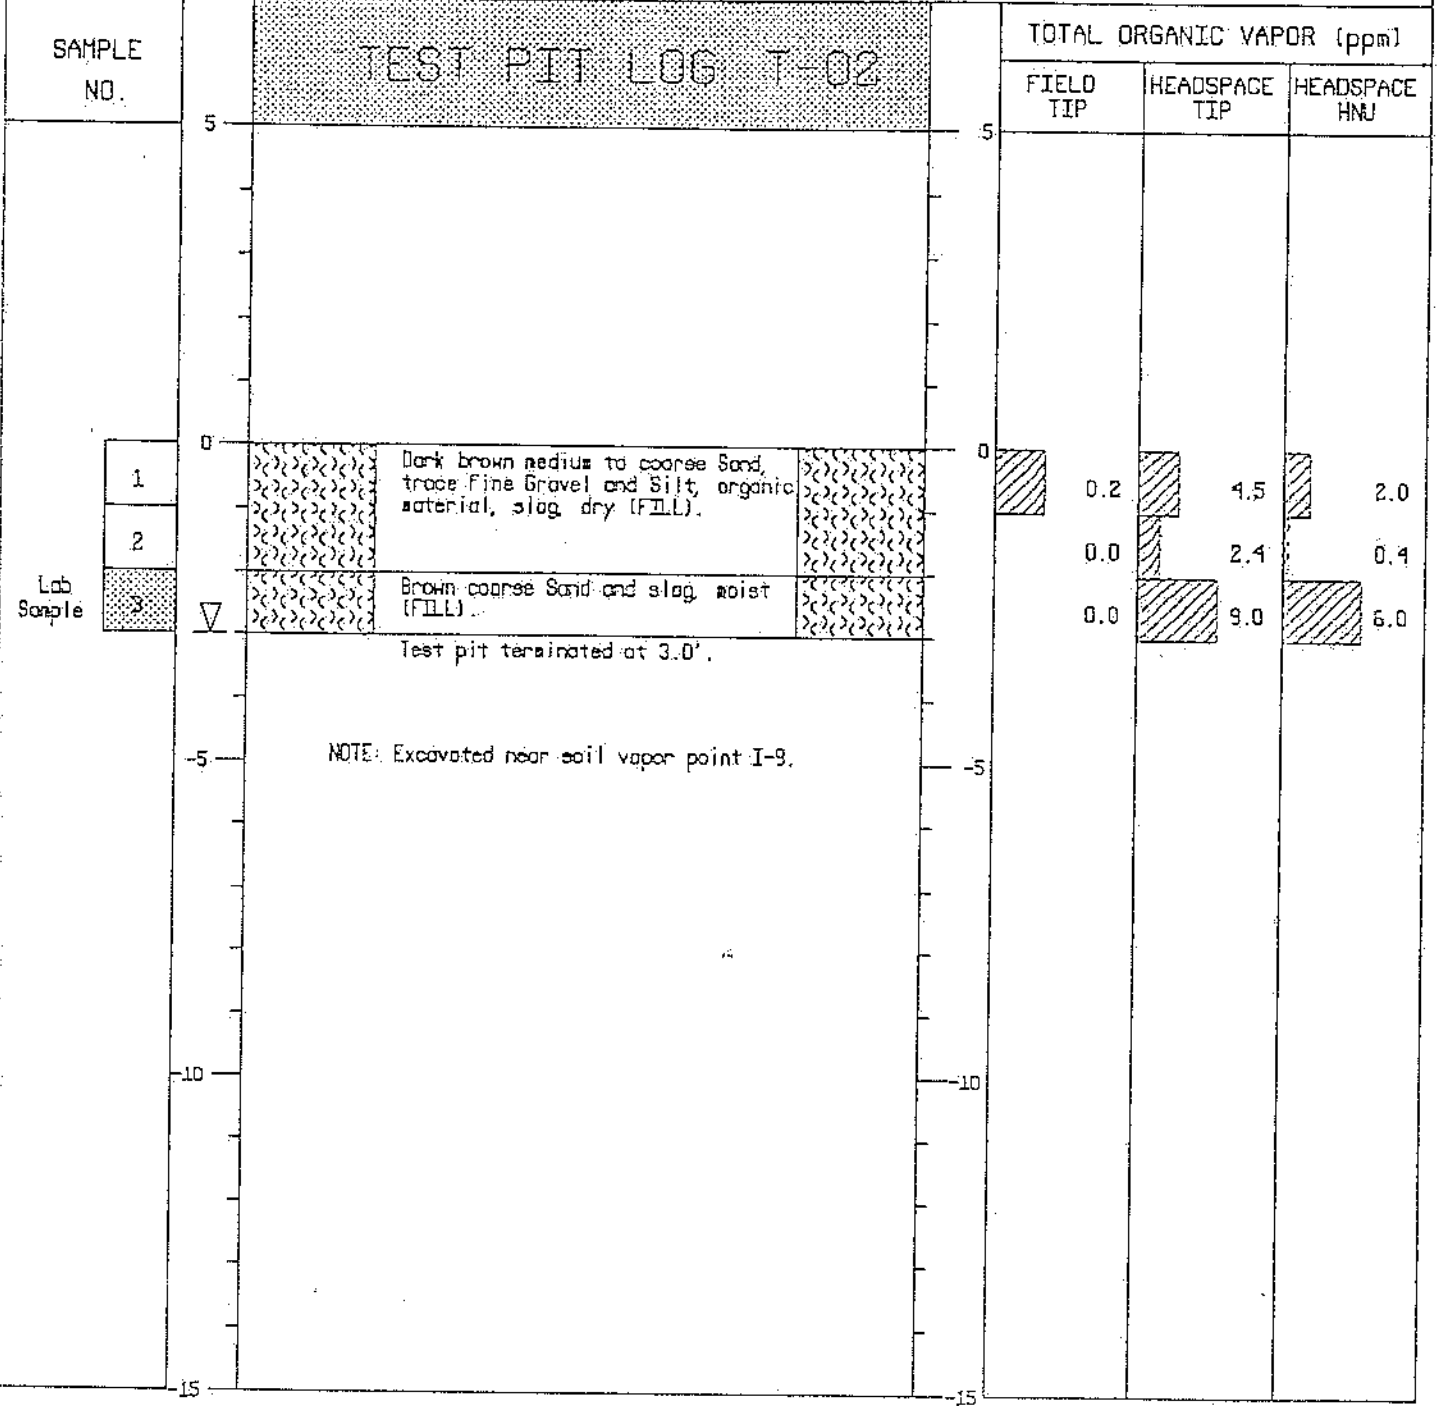 SAMPLE
NO.
TEST PIT LOG T-02
TOTAL ORGANIC VAPOR (ppm)
FIELD
TIP
HEADSPACE
TIP
HEADSPACE
HNU
5
5
0
0
1
Dark brown medium to coarse Sand,
trace fine Gravel and Silt, organic
material, slag, dry (FILL).
0.2
4.5
2.0
2
0.0
2.4
0.4
Lab
Sample
3
Brown coarse Sand and slag, moist
(FILL).
0.0
9.0
6.0
Test pit terminated at 3.0'.
NOTE: Excavated near soil vapor point I-9.
-5
-5
-10
-10
-15
-15